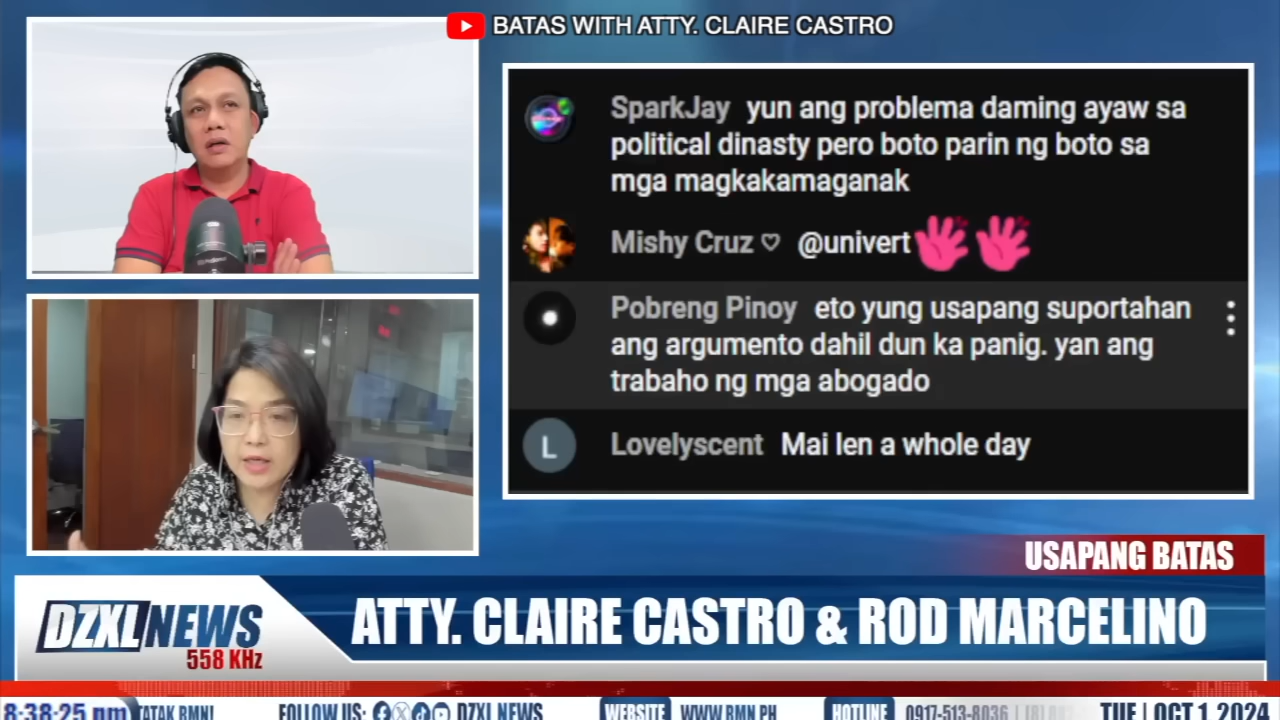 BATAS WITH ATTY. CLAIRE CASTRO
SparkJay yun ang problema daming ayaw sa
political dinasty pero boto parin ng boto sa
mga magkakamaganak
Mishy Cruz ♡ @univert
Pobreng Pinoy eto yung usapang suportahan
ang argumento dahil dun ka panig. yan ang
trabaho ng mga abogado
L Lovelyscent Mai len a whole day
USAPANG BATAS
DZXL NEWS
558 KHz
ATTY. CLAIRE CASTRO & ROD MARCELINO
8:38:25 pm TATAK RMN! FOLLOW US: DZXL NEWS WEBSITE WWW.RMN.PH HOTLINE 0917-513-8036 TUE | OCT 1, 2024